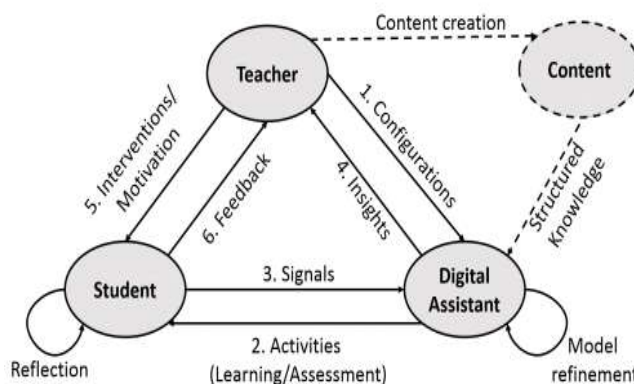 Content creation
Teacher
Content
1. Configurations
5. Interventions/
Motivation
4. Insights
6. Feedback
Structured
Knowledge
3. Signals
Student
Digital
Assistant
2. Activities
(Learning/Assessment)
Reflection
Model
refinement